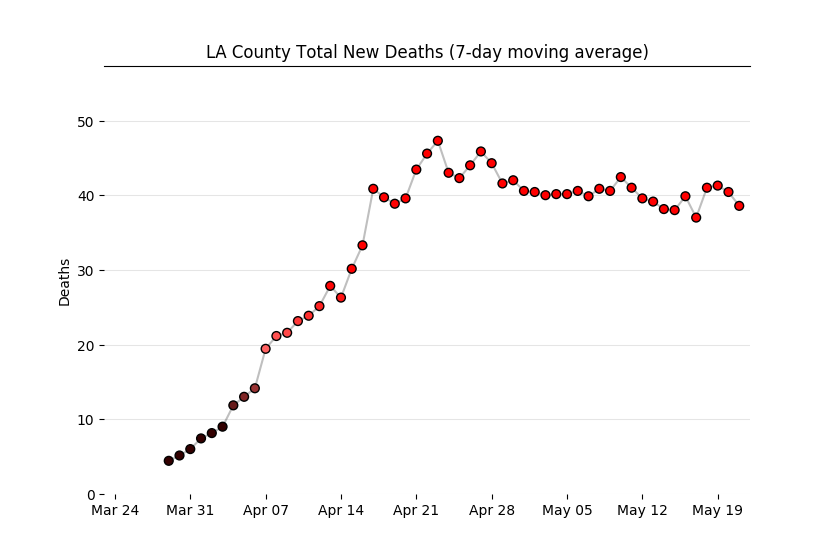 LA County Total New Deaths (7-day moving average)
50
40
30
20
10
0
Deaths
Mar 24 Mar 31 Apr 07 Apr 14 Apr 21 Apr 28 May 05 May 12 May 19